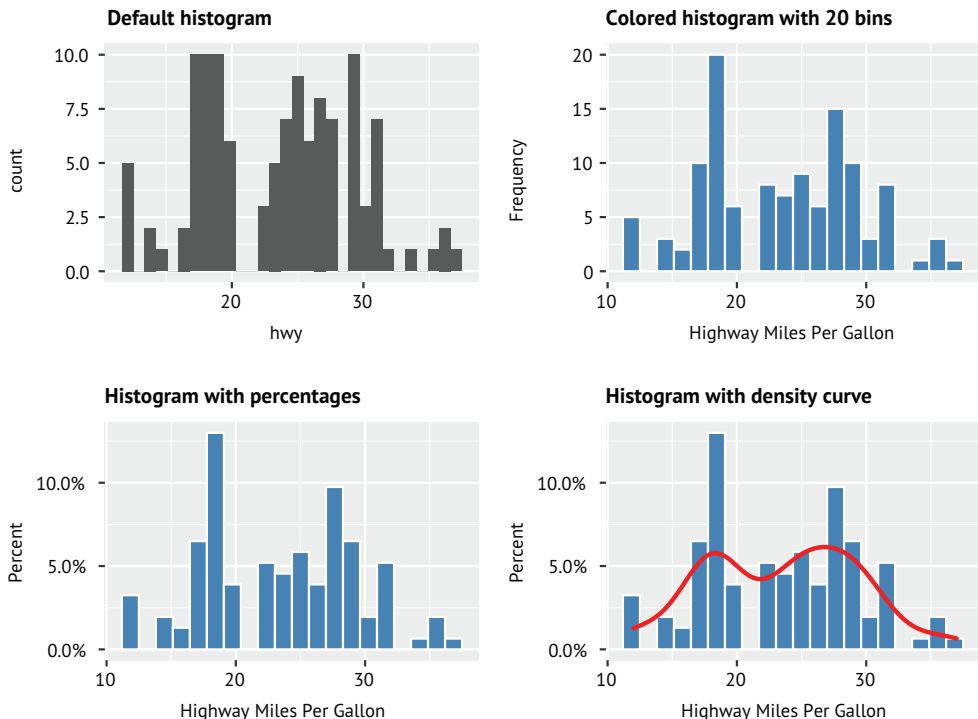 Default histogram
10.0
7.5
5.0
2.5
0.0
count
20 30
hwy
Colored histogram with 20 bins
20
15
10
5
0
Frequency
10 20 30
Highway Miles Per Gallon
Histogram with percentages
10.0%
5.0%
0.0%
Percent
10 20 30
Highway Miles Per Gallon
Histogram with density curve
10.0%
5.0%
0.0%
Percent
10 20 30
Highway Miles Per Gallon